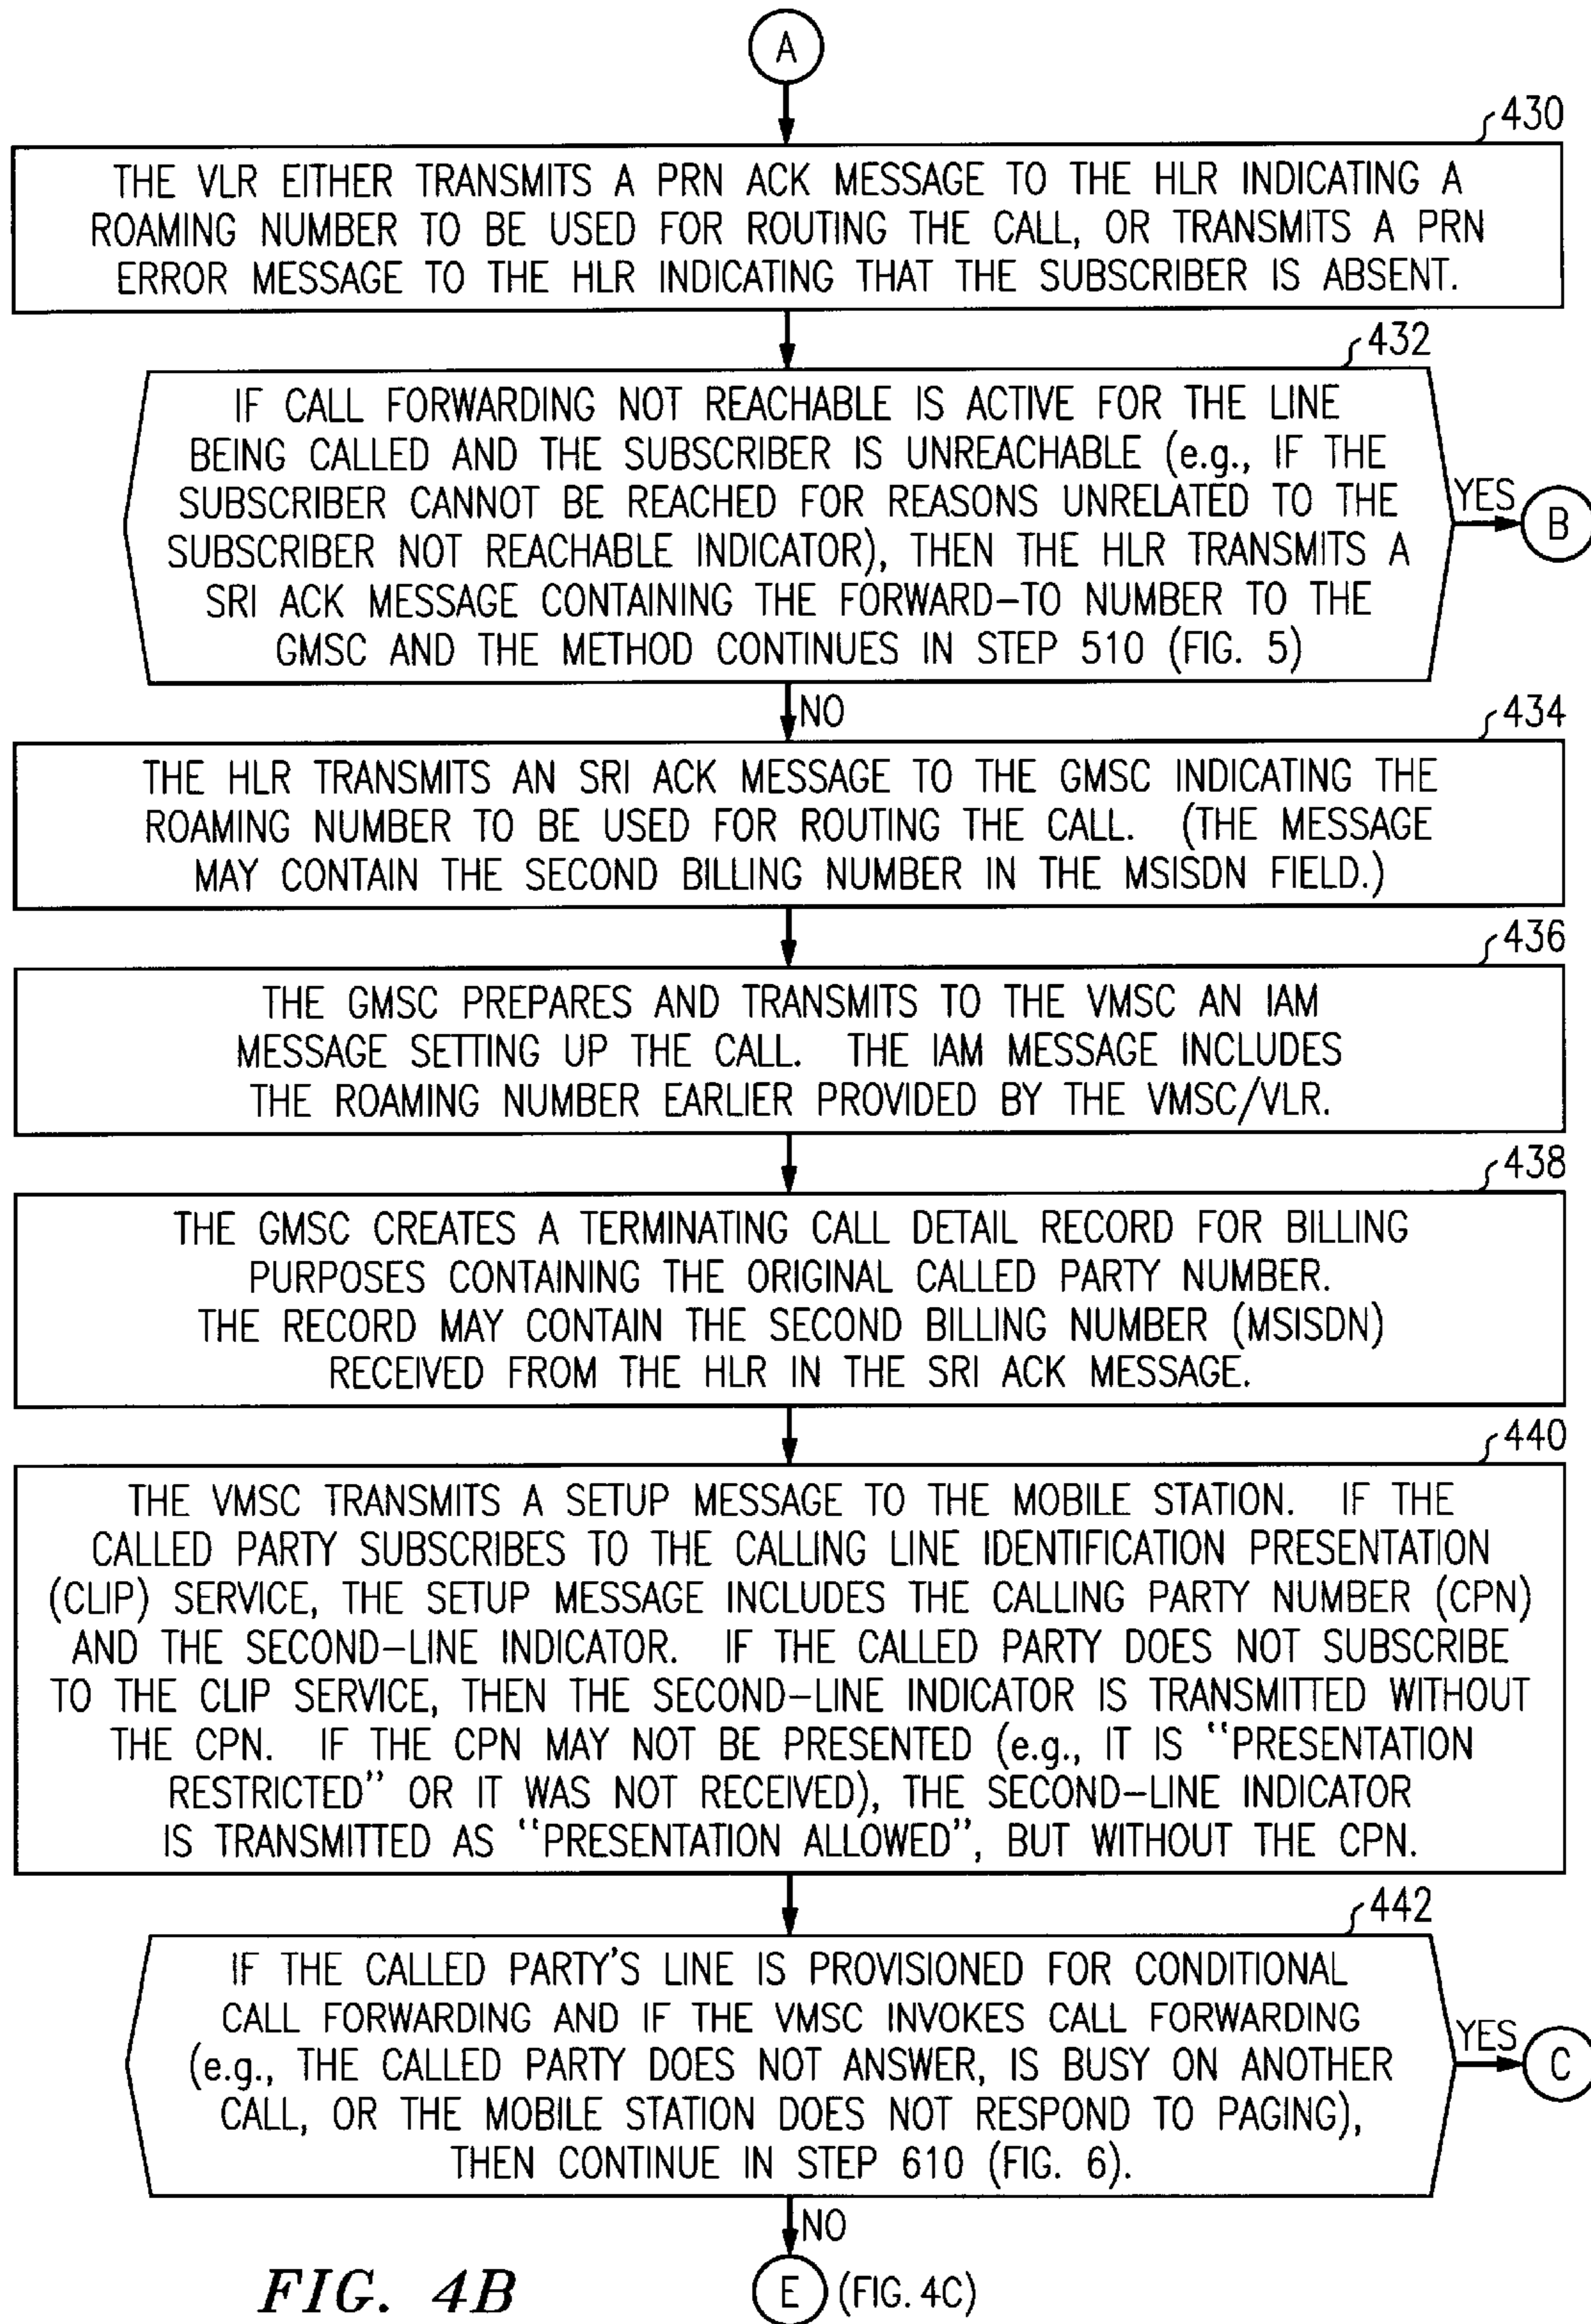 A
430
THE VLR EITHER TRANSMITS A PRN ACK MESSAGE TO THE HLR INDICATING A
ROAMING NUMBER TO BE USED FOR ROUTING THE CALL, OR TRANSMITS A PRN
ERROR MESSAGE TO THE HLR INDICATING THAT THE SUBSCRIBER IS ABSENT.
432
IF CALL FORWARDING NOT REACHABLE IS ACTIVE FOR THE LINE
BEING CALLED AND THE SUBSCRIBER IS UNREACHABLE (e.g., IF THE
SUBSCRIBER CANNOT BE REACHED FOR REASONS UNRELATED TO THE
SUBSCRIBER NOT REACHABLE INDICATOR), THEN THE HLR TRANSMITS A
SRI ACK MESSAGE CONTAINING THE FORWARD-TO NUMBER TO THE
GMSC AND THE METHOD CONTINUES IN STEP 510 (FIG. 5)
YES
B
NO
434
THE HLR TRANSMITS AN SRI ACK MESSAGE TO THE GMSC INDICATING THE
ROAMING NUMBER TO BE USED FOR ROUTING THE CALL. (THE MESSAGE
MAY CONTAIN THE SECOND BILLING NUMBER IN THE MSISDN FIELD.)
436
THE GMSC PREPARES AND TRANSMITS TO THE VMSC AN IAM
MESSAGE SETTING UP THE CALL. THE IAM MESSAGE INCLUDES
THE ROAMING NUMBER EARLIER PROVIDED BY THE VMSC/VLR.
438
THE GMSC CREATES A TERMINATING CALL DETAIL RECORD FOR BILLING
PURPOSES CONTAINING THE ORIGINAL CALLED PARTY NUMBER.
THE RECORD MAY CONTAIN THE SECOND BILLING NUMBER (MSISDN)
RECEIVED FROM THE HLR IN THE SRI ACK MESSAGE.
440
THE VMSC TRANSMITS A SETUP MESSAGE TO THE MOBILE STATION. IF THE
CALLED PARTY SUBSCRIBES TO THE CALLING LINE IDENTIFICATION PRESENTATION
(CLIP) SERVICE, THE SETUP MESSAGE INCLUDES THE CALLING PARTY NUMBER (CPN)
AND THE SECOND-LINE INDICATOR. IF THE CALLED PARTY DOES NOT SUBSCRIBE
TO THE CLIP SERVICE, THEN THE SECOND-LINE INDICATOR IS TRANSMITTED WITHOUT
THE CPN. IF THE CPN MAY NOT BE PRESENTED (e.g., IT IS "PRESENTATION
RESTRICTED" OR IT WAS NOT RECEIVED), THE SECOND-LINE INDICATOR
IS TRANSMITTED AS "PRESENTATION ALLOWED", BUT WITHOUT THE CPN.
442
IF THE CALLED PARTY'S LINE IS PROVISIONED FOR CONDITIONAL
CALL FORWARDING AND IF THE VMSC INVOKES CALL FORWARDING
(e.g., THE CALLED PARTY DOES NOT ANSWER, IS BUSY ON ANOTHER
CALL, OR THE MOBILE STATION DOES NOT RESPOND TO PAGING),
THEN CONTINUE IN STEP 610 (FIG. 6).
YES
C
NO
E (FIG. 4C)
FIG. 4B